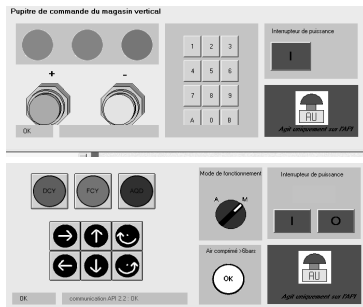 Pupitre de commande du magasin vertical
+ -
1 2 3
4 5 6
7 8 9
A 0 B
Interrupteur de puissance
I
AU
Agit uniquement sur l'API
OK
DCY FCY AGO
Mode de fonctionnement
A M
Interrupteur de puissance
I O
Air comprimé >6bars
OK
AU
Agit uniquement sur l'API
OK communication API 2.2 : OK